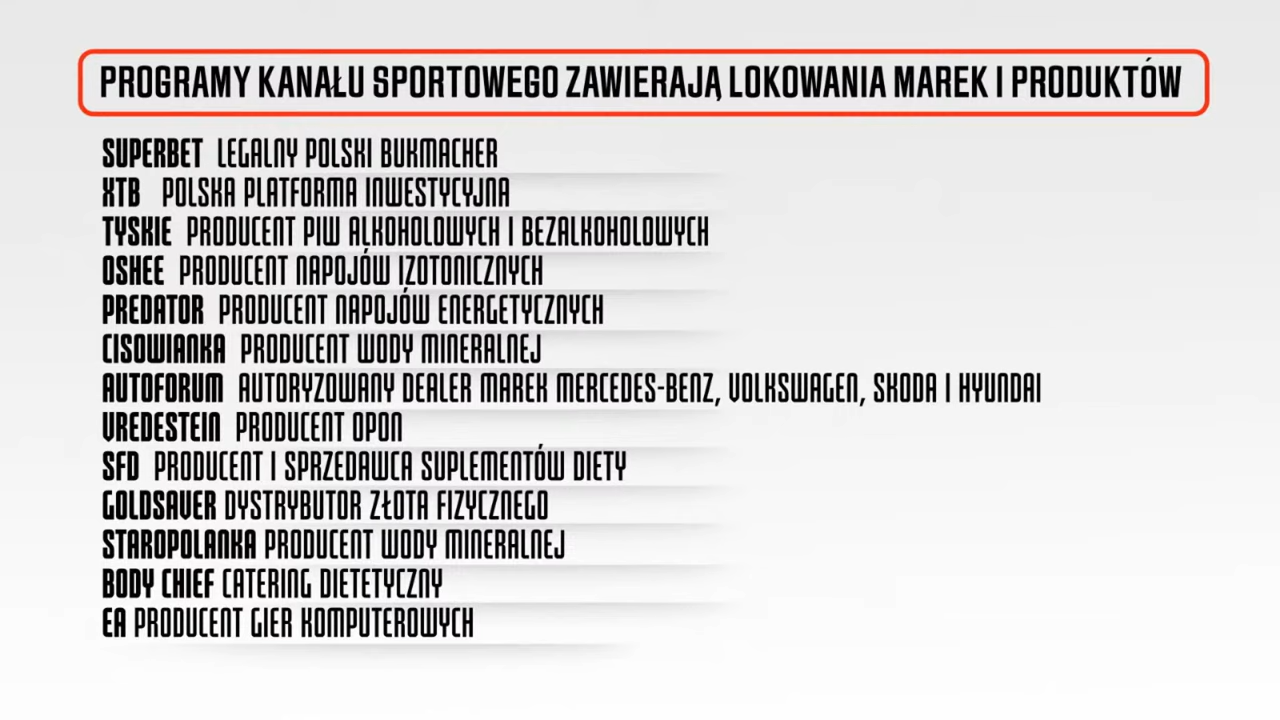 PROGRAMY KANAŁU SPORTOWEGO ZAWIERAJĄ LOKOWANIA MAREK I PRODUKTÓW
SUPERBET LEGALNY POLSKI BUKMACHER
XTB POLSKA PLATFORMA INWESTYCYJNA
TYSKIE PRODUCENT PIW ALKOHOLOWYCH I BEZALKOHOLOWYCH
OSHEE PRODUCENT NAPOJÓW IZOTONICZNYCH
PREDATOR PRODUCENT NAPOJÓW ENERGETYCZNYCH
CISOWIANKA PRODUCENT WODY MINERALNEJ
AUTOFORUM AUTORYZOWANY DEALER MAREK MERCEDES-BENZ, VOLKSWAGEN, SKODA I HYUNDAI
VREDESTEIN PRODUCENT OPON
SFD PRODUCENT I SPRZEDAWCA SUPLEMENTÓW DIETY
GOLDSAVER DYSTRYBUTOR ZŁOTA FIZYCZNEGO
STAROPOLANKA PRODUCENT WODY MINERALNEJ
BODY CHIEF CATERING DIETETYCZNY
EA PRODUCENT GIER KOMPUTEROWYCH